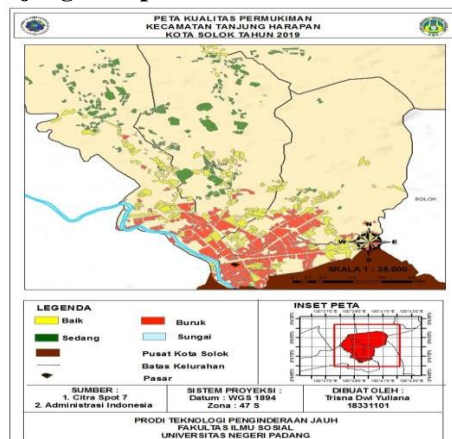 PETA KUALITAS PERMUKIMAN
KECAMATAN TANJUNG HARAPAN
KOTA SOLOK TAHUN 2019
SOLOK
N
W E
S
SKALA 1 : 25.000
LEGENDA
Baik
Buruk
Sedang
Sungai
Pusat Kota Solok
Batas Kelurahan
Pasar
INSET PETA
SUMBER :
1. Citra Spot 7
2. Administrasi Indonesia
SISTEM PROYEKSI :
Datum : WGS 1894
Zona : 47 S
DIBUAT OLEH :
Trisna Dwi Yuliana
18331101
PRODI TEKNOLOGI PENGINDERAAN JAUH
FAKULTAS ILMU SOSIAL
UNIVERSITAS NEGERI PADANG